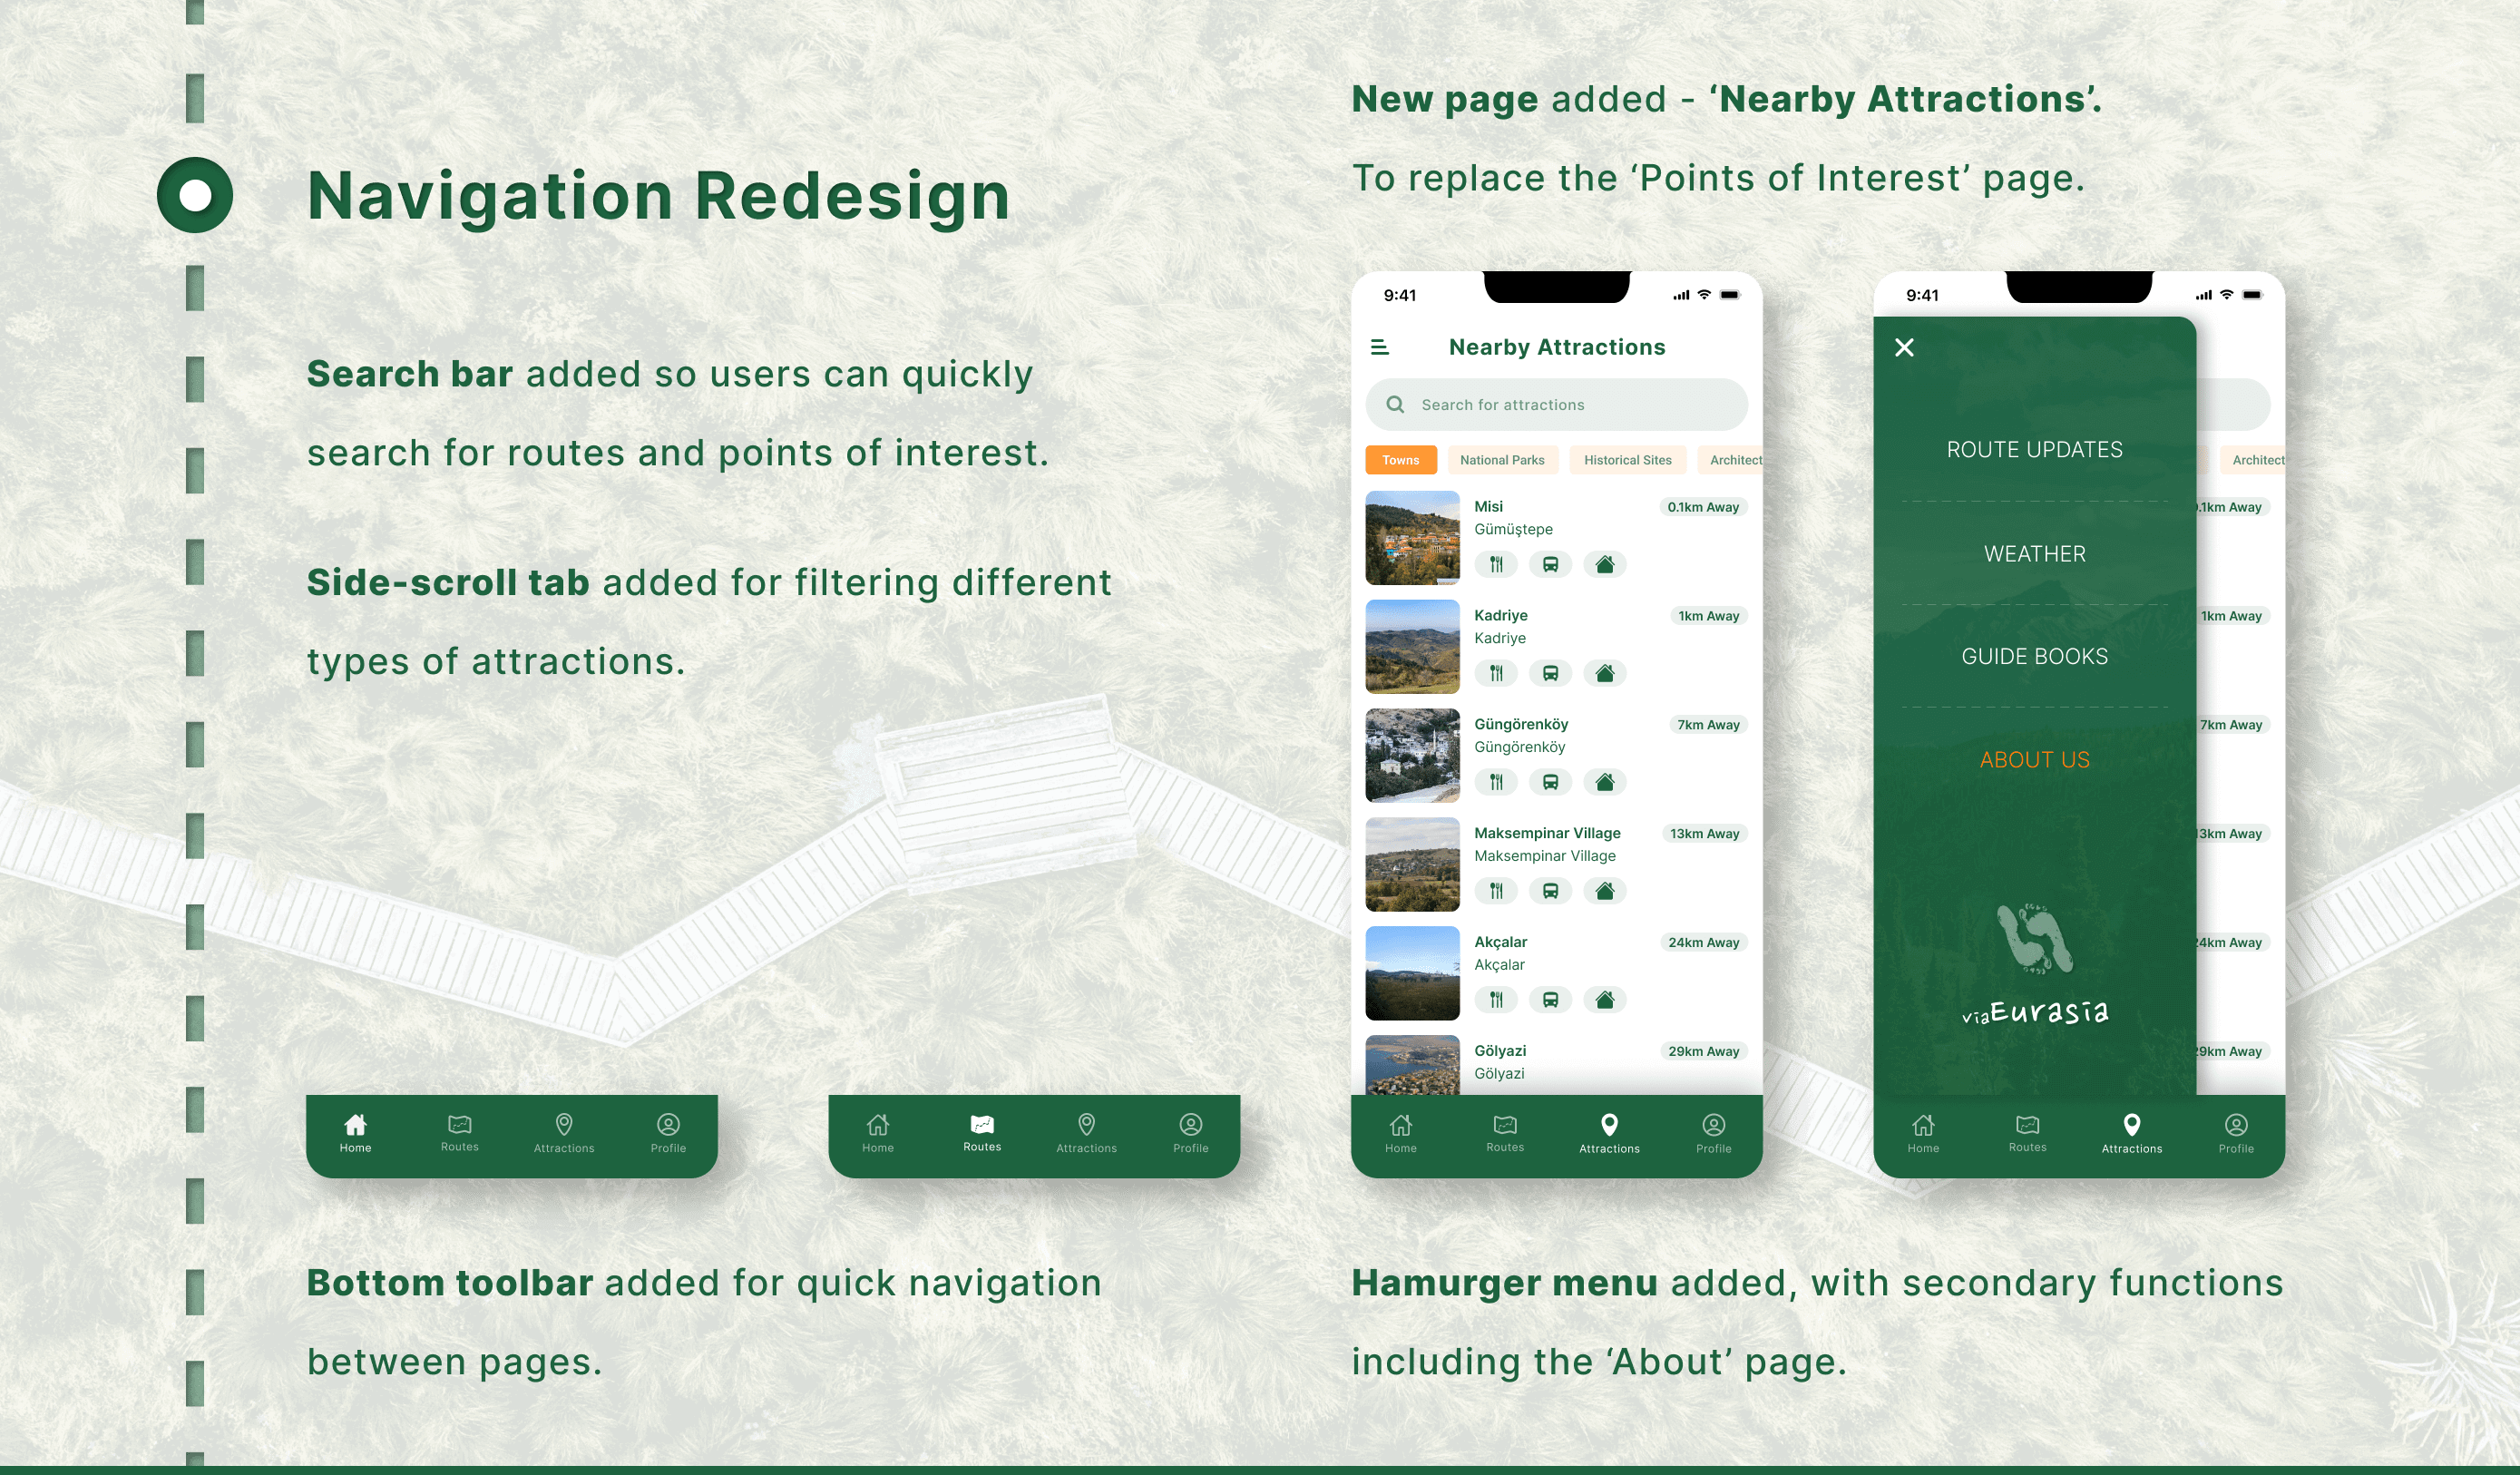 Navigation Redesign
Search bar added so users can quickly
search for routes and points of interest.
Side-scroll tab added for filtering different
types of attractions.
Home
Routes
Attractions
Profile
Home
Routes
Attractions
Profile
Bottom toolbar added for quick navigation
between pages.
New page added - ‘Nearby Attractions’.
To replace the ‘Points of Interest’ page.
9:41
Nearby Attractions
Search for attractions
Towns
National Parks
Historical Sites
Architect
Misi
0.1km Away
Gümüştepe
Kadriye
1km Away
Kadriye
Güngörenköy
7km Away
Güngörenköy
Maksempinar Village
13km Away
Maksempinar Village
Akçalar
24km Away
Akçalar
Gölyazi
29km Away
Gölyazi
Home
Routes
Attractions
Profile
9:41
ROUTE UPDATES
WEATHER
GUIDE BOOKS
ABOUT US
viaEurasia
Architect
.1km Away
1km Away
7km Away
13km Away
24km Away
29km Away
Home
Routes
Attractions
Profile
Hamurger menu added, with secondary functions
including the ‘About’ page.